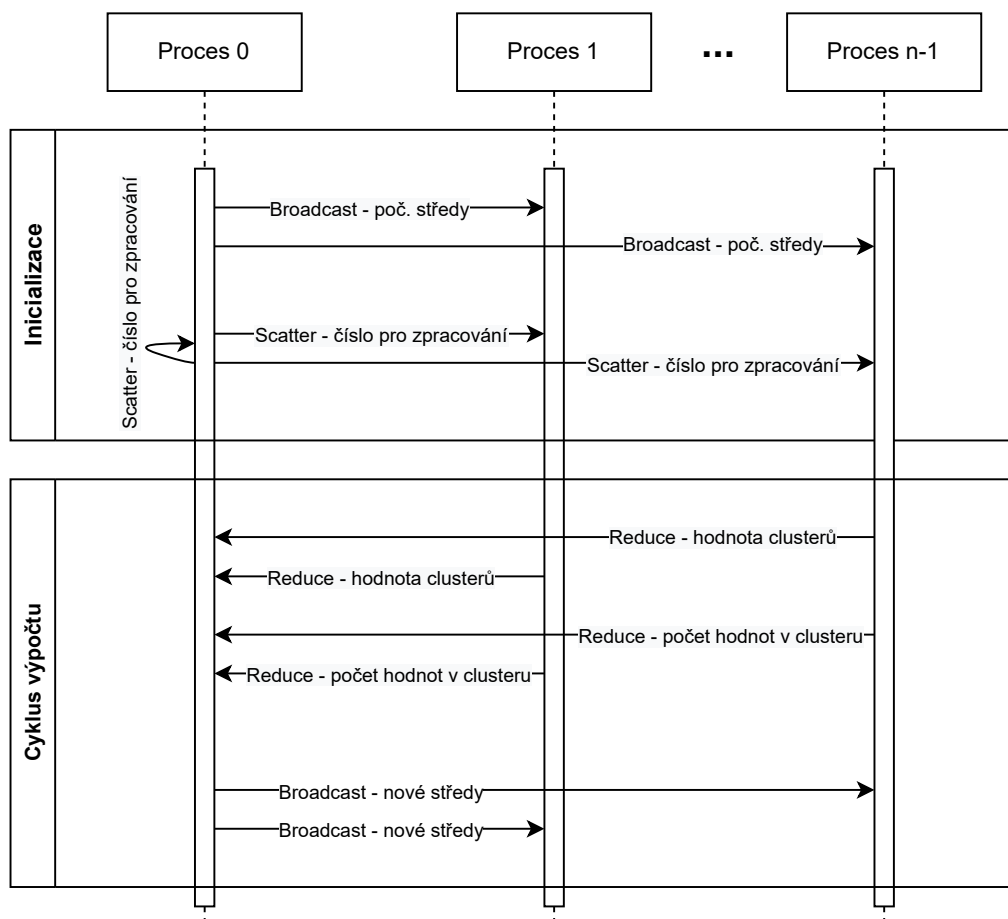 Proces 0
Proces 1
...
Proces n-1
Inicializace
Broadcast - poč. středy
Broadcast - poč. středy
Scatter - číslo pro zpracování
Scatter - číslo pro zpracování
Scatter - číslo pro zpracování
Cyklus výpočtu
Reduce - hodnota clusterů
Reduce - hodnota clusterů
Reduce - počet hodnot v clusteru
Reduce - počet hodnot v clusteru
Broadcast - nové středy
Broadcast - nové středy